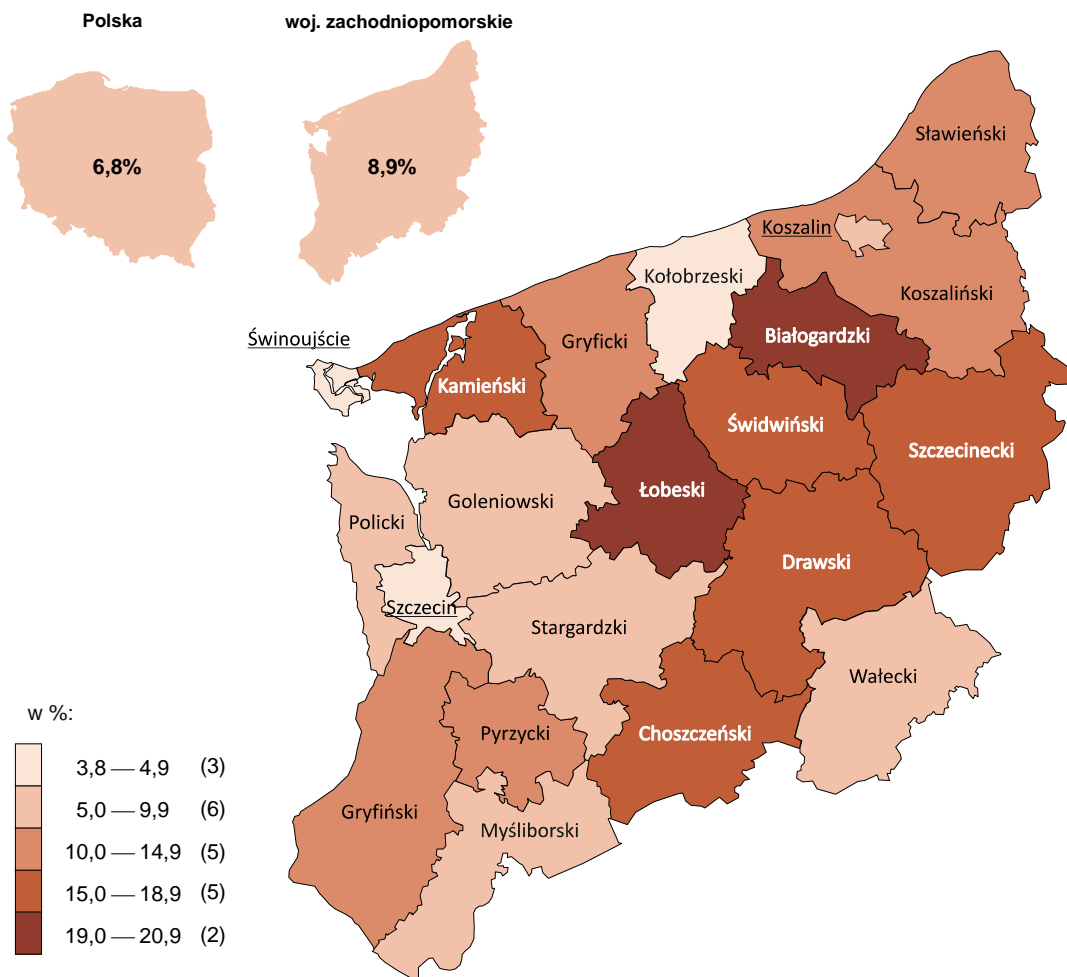 Polska
woj. zachodniopomorskie
6,8%
8,9%
Sławieński
Koszalin
Kołobrzeski
Koszaliński
Świnoujście
Gryficki
Białogardzki
Kamieński
Świdwiński
Szczecinecki
Łobeski
Goleniowski
Policki
Drawski
Szczecin
Stargardzki
Wałecki
Pyrzycki
Choszczeński
Gryfiński
Myśliborski
w %:
3,8 — 4,9 (3)
5,0 — 9,9 (6)
10,0 — 14,9 (5)
15,0 — 18,9 (5)
19,0 — 20,9 (2)